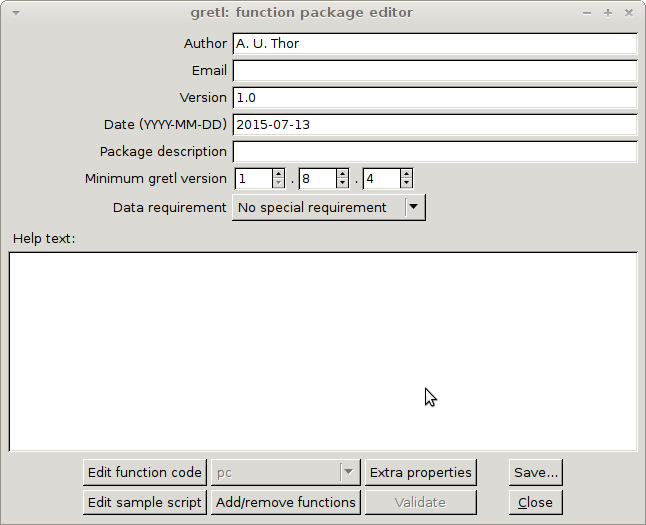 gretl: function package editor
Author A. U. Thor
Email
Version 1.0
Date (YYYY-MM-DD) 2015-07-13
Package description
Minimum gretl version 1 . 8 . 4
Data requirement No special requirement
Help text:
Edit function code pc Extra properties Save...
Edit sample script Add/remove functions Validate Close